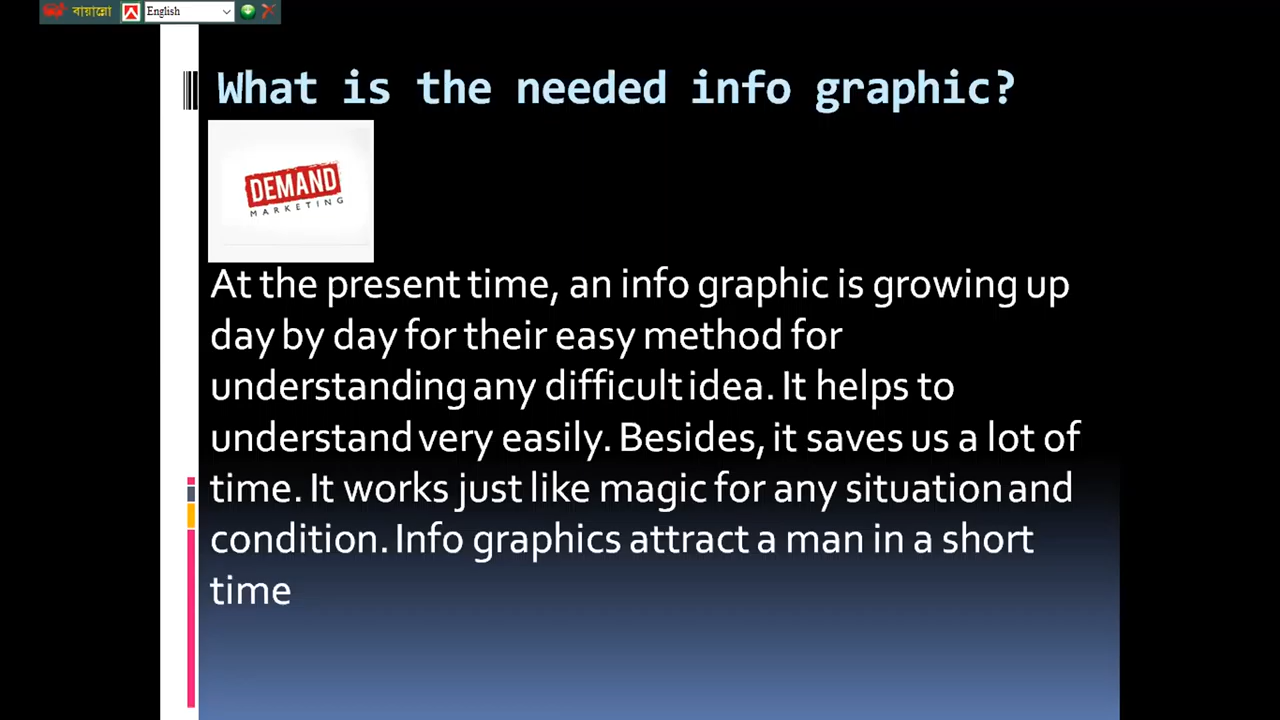 বায়ান্নো English
What is the needed info graphic?
DEMAND
MARKETING
At the present time, an info graphic is growing up
day by day for their easy method for
understanding any difficult idea. It helps to
understand very easily. Besides, it saves us a lot of
time. It works just like magic for any situation and
condition. Info graphics attract a man in a short
time